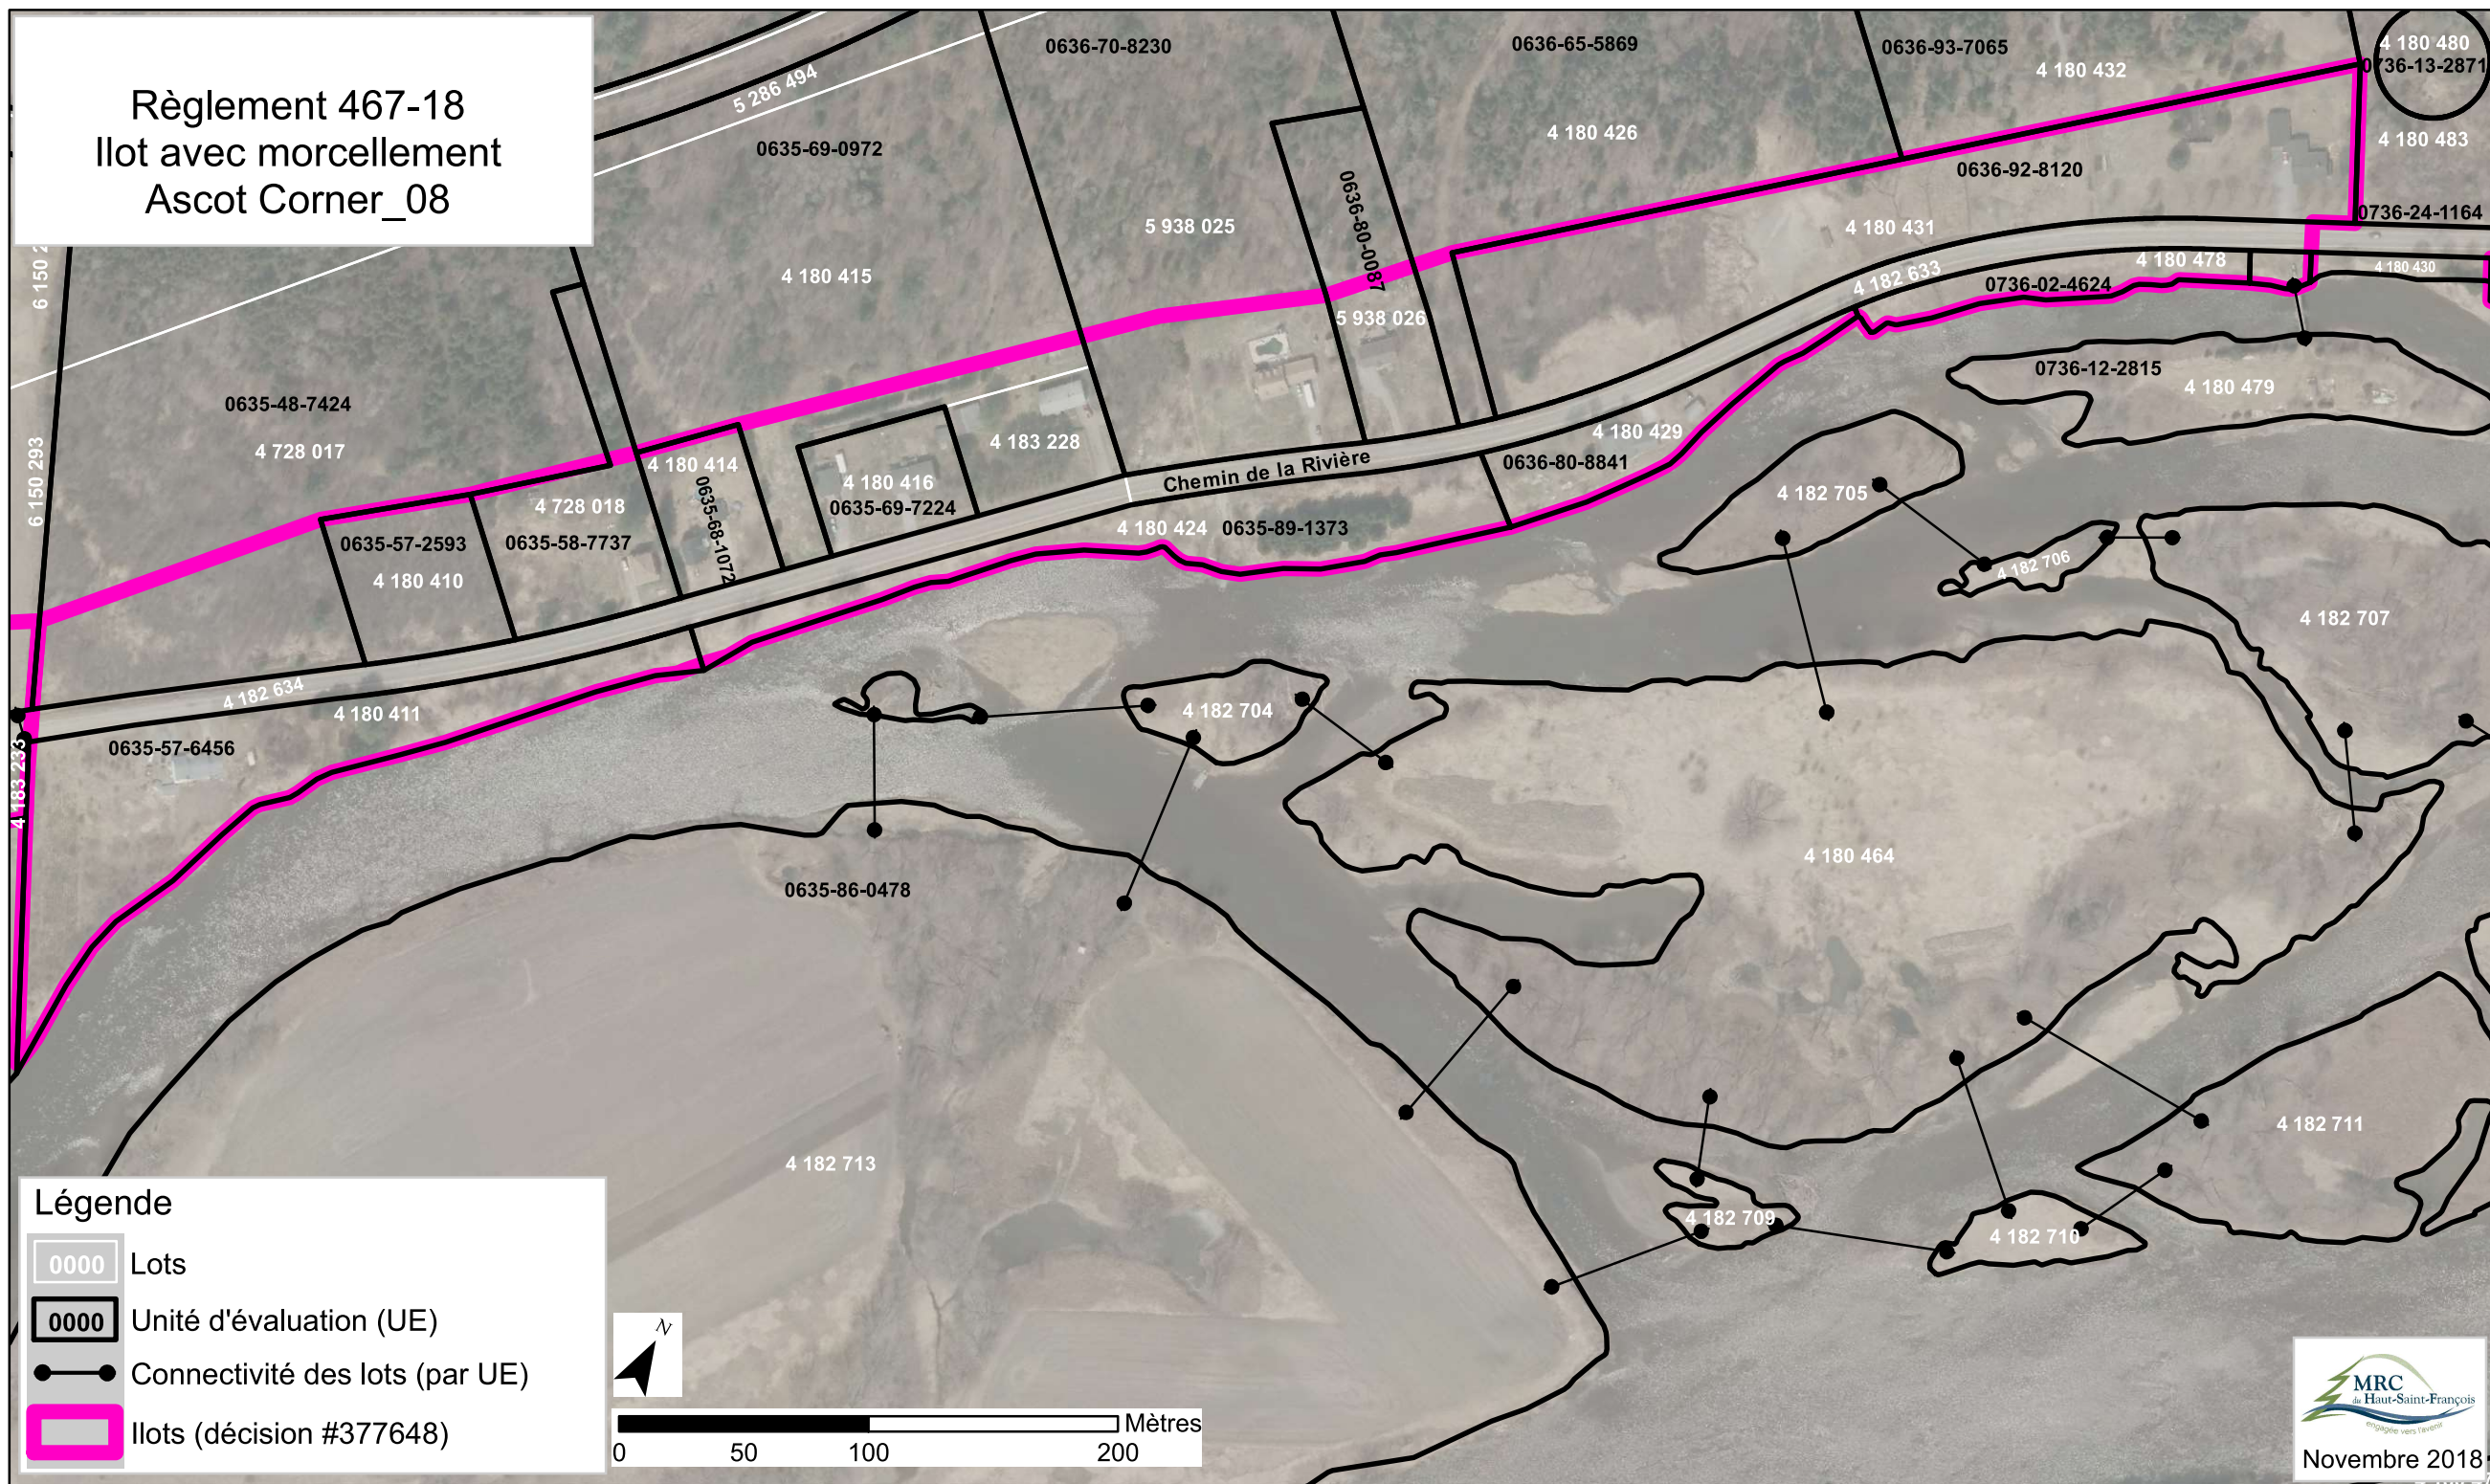 Règlement 467-18
Ilot avec morcellement
Ascot Corner_08
5 286 494
0636-70-8230
0636-65-5869
0636-93-7065
4 180 432
4 180 480
0736-13-2871
4 180 483
4 180 426
0635-69-0972
0636-92-8120
0636-80-0087
5 938 025
4 180 431
0736-24-1164
6 150 2
4 180 415
4 182 633
4 180 478
4 180 430
0736-02-4624
5 938 026
0736-12-2815
4 180 479
0635-48-7424
4 728 017
6 150 293
4 183 228
4 180 429
0636-80-8841
4 180 414
0635-68-1072
4 180 416
0635-69-7224
Chemin de la Rivière
4 182 705
4 728 018
4 180 424
0635-89-1373
0635-57-2593
0635-58-7737
4 180 410
4 182 706
4 182 707
4 182 634
4 180 411
4 182 704
0635-57-6456
4 183 233
4 180 464
0635-86-0478
4 182 713
4 182 711
4 182 709
4 182 710
Légende
0000 Lots
0000 Unité d'évaluation (UE)
Connectivité des lots (par UE)
Ilots (décision #377648)
N
Mètres
0 50 100 200
MRC
du Haut-Saint-François
engagée vers l'avenir
Novembre 2018